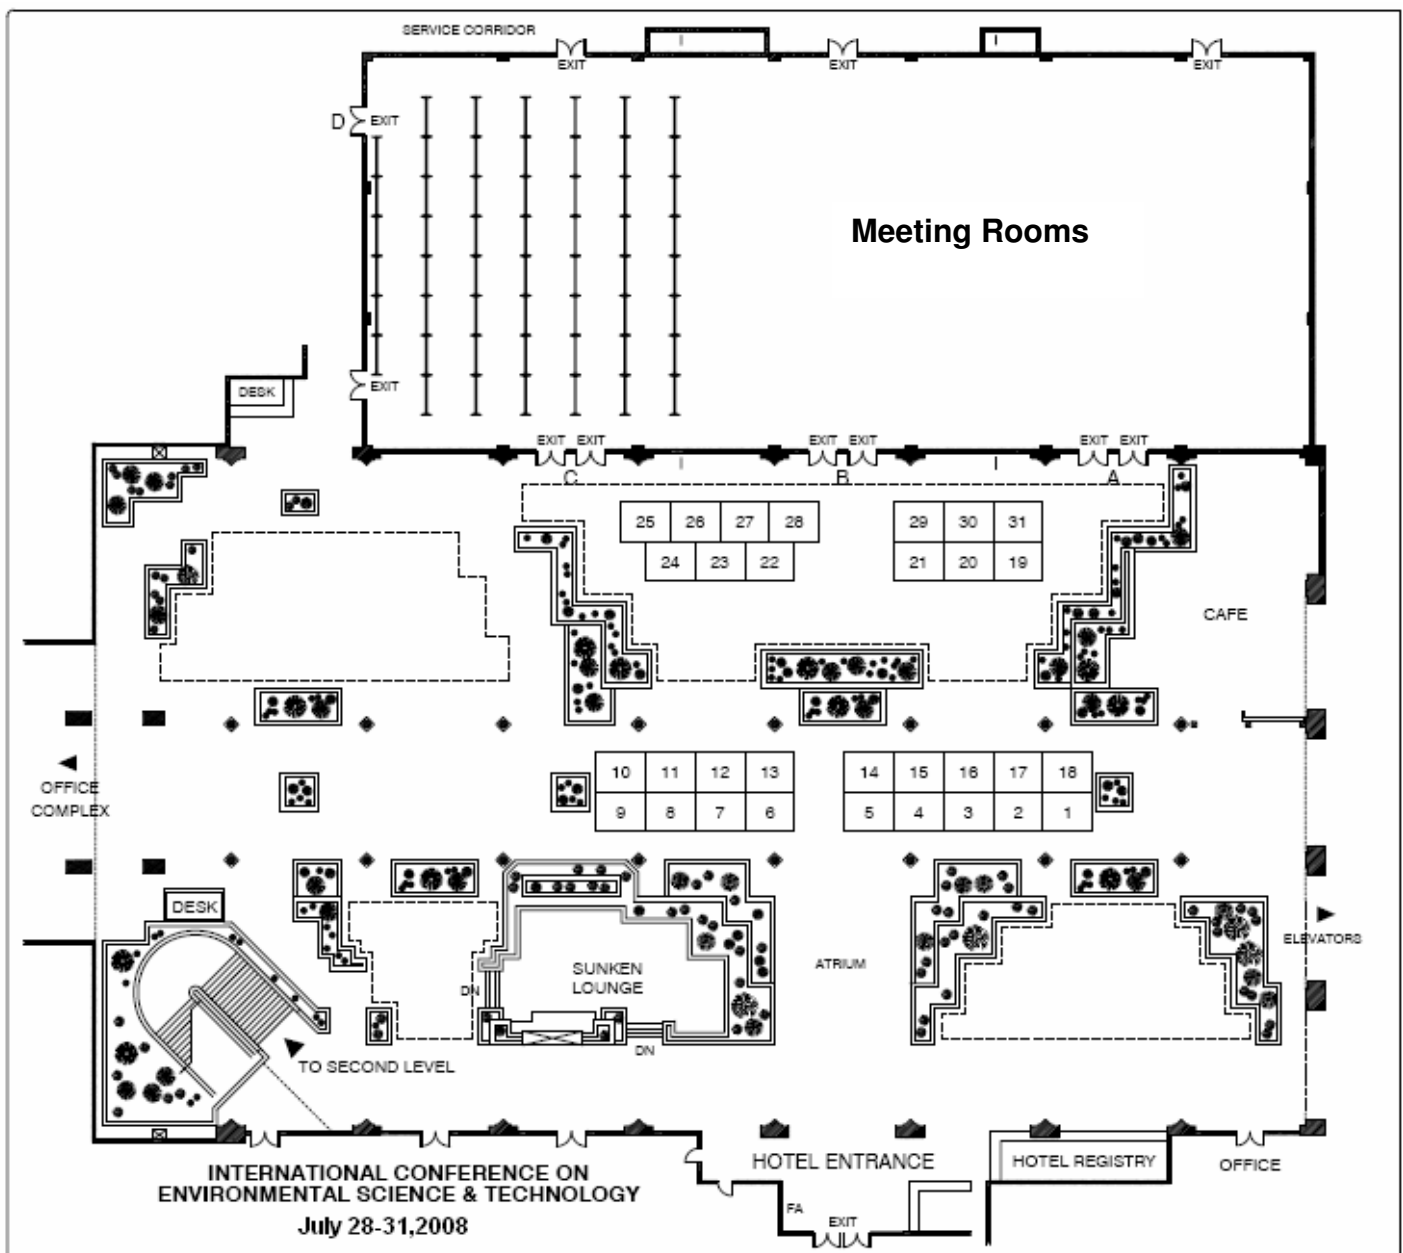 SERVICE CORRIDOR
EXIT
EXIT
EXIT
D
EXIT
Meeting Rooms
DESK
EXIT
EXIT EXIT
EXIT EXIT
EXIT EXIT
C
B
A
25 26 27 28
29 30 31
24 23 22
21 20 19
CAFE
10 11 12 13
14 15 16 17 18
9 8 7 6
5 4 3 2 1
OFFICE
COMPLEX
DESK
SUNKEN
LOUNGE
ATRIUM
ELEVATORS
DN
DN
TO SECOND LEVEL
HOTEL ENTRANCE
HOTEL REGISTRY
OFFICE
INTERNATIONAL CONFERENCE ON
ENVIRONMENTAL SCIENCE & TECHNOLOGY
July 28-31,2008
FA
EXIT